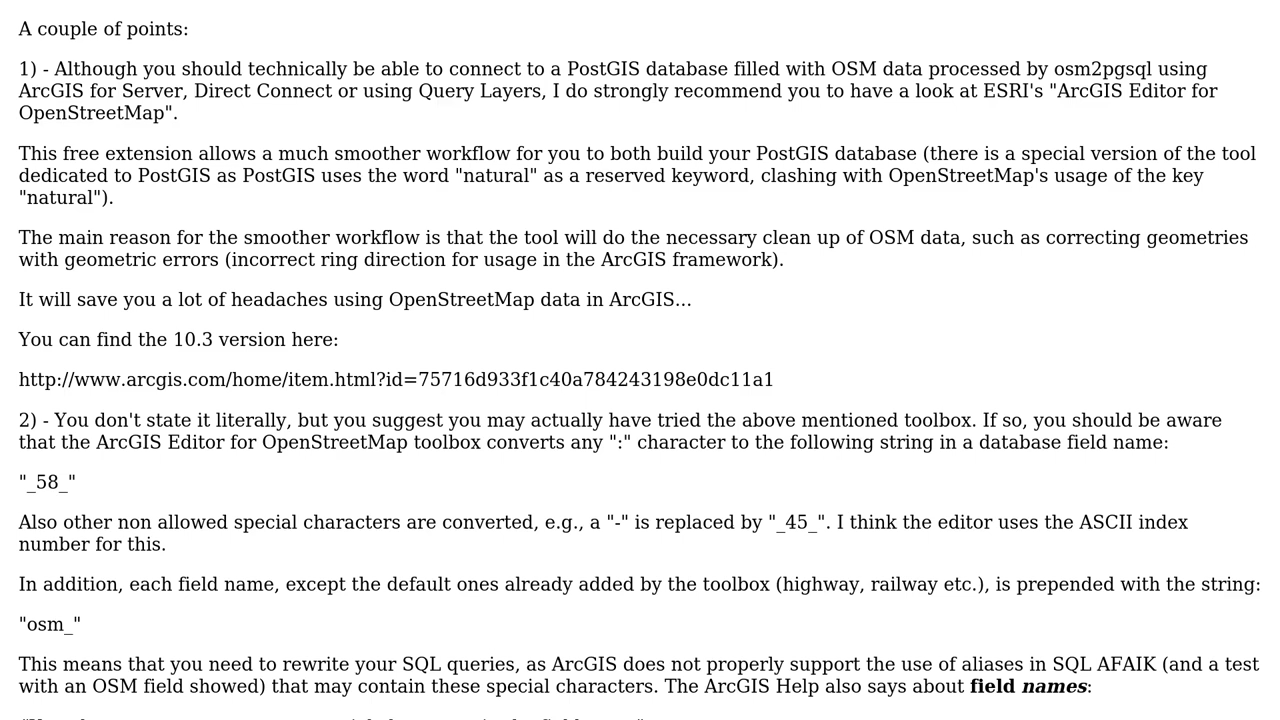 A couple of points:
1) - Although you should technically be able to connect to a PostGIS database filled with OSM data processed by osm2pgsql using
ArcGIS for Server, Direct Connect or using Query Layers, I do strongly recommend you to have a look at ESRI's "ArcGIS Editor for
OpenStreetMap".
This free extension allows a much smoother workflow for you to both build your PostGIS database (there is a special version of the tool
dedicated to PostGIS as PostGIS uses the word "natural" as a reserved keyword, clashing with OpenStreetMap's usage of the key
"natural").
The main reason for the smoother workflow is that the tool will do the necessary clean up of OSM data, such as correcting geometries
with geometric errors (incorrect ring direction for usage in the ArcGIS framework).
It will save you a lot of headaches using OpenStreetMap data in ArcGIS...
You can find the 10.3 version here:
http://www.arcgis.com/home/item.html?id=75716d933f1c40a784243198e0dc11a1
2) - You don't state it literally, but you suggest you may actually have tried the above mentioned toolbox. If so, you should be aware
that the ArcGIS Editor for OpenStreetMap toolbox converts any ":" character to the following string in a database field name:
"_58_"
Also other non allowed special characters are converted, e.g., a "-" is replaced by "_45_". I think the editor uses the ASCII index
number for this.
In addition, each field name, except the default ones already added by the toolbox (highway, railway etc.), is prepended with the string:
"osm_"
This means that you need to rewrite your SQL queries, as ArcGIS does not properly support the use of aliases in SQL AFAIK (and a test
with an OSM field showed) that may contain these special characters. The ArcGIS Help also says about field names: